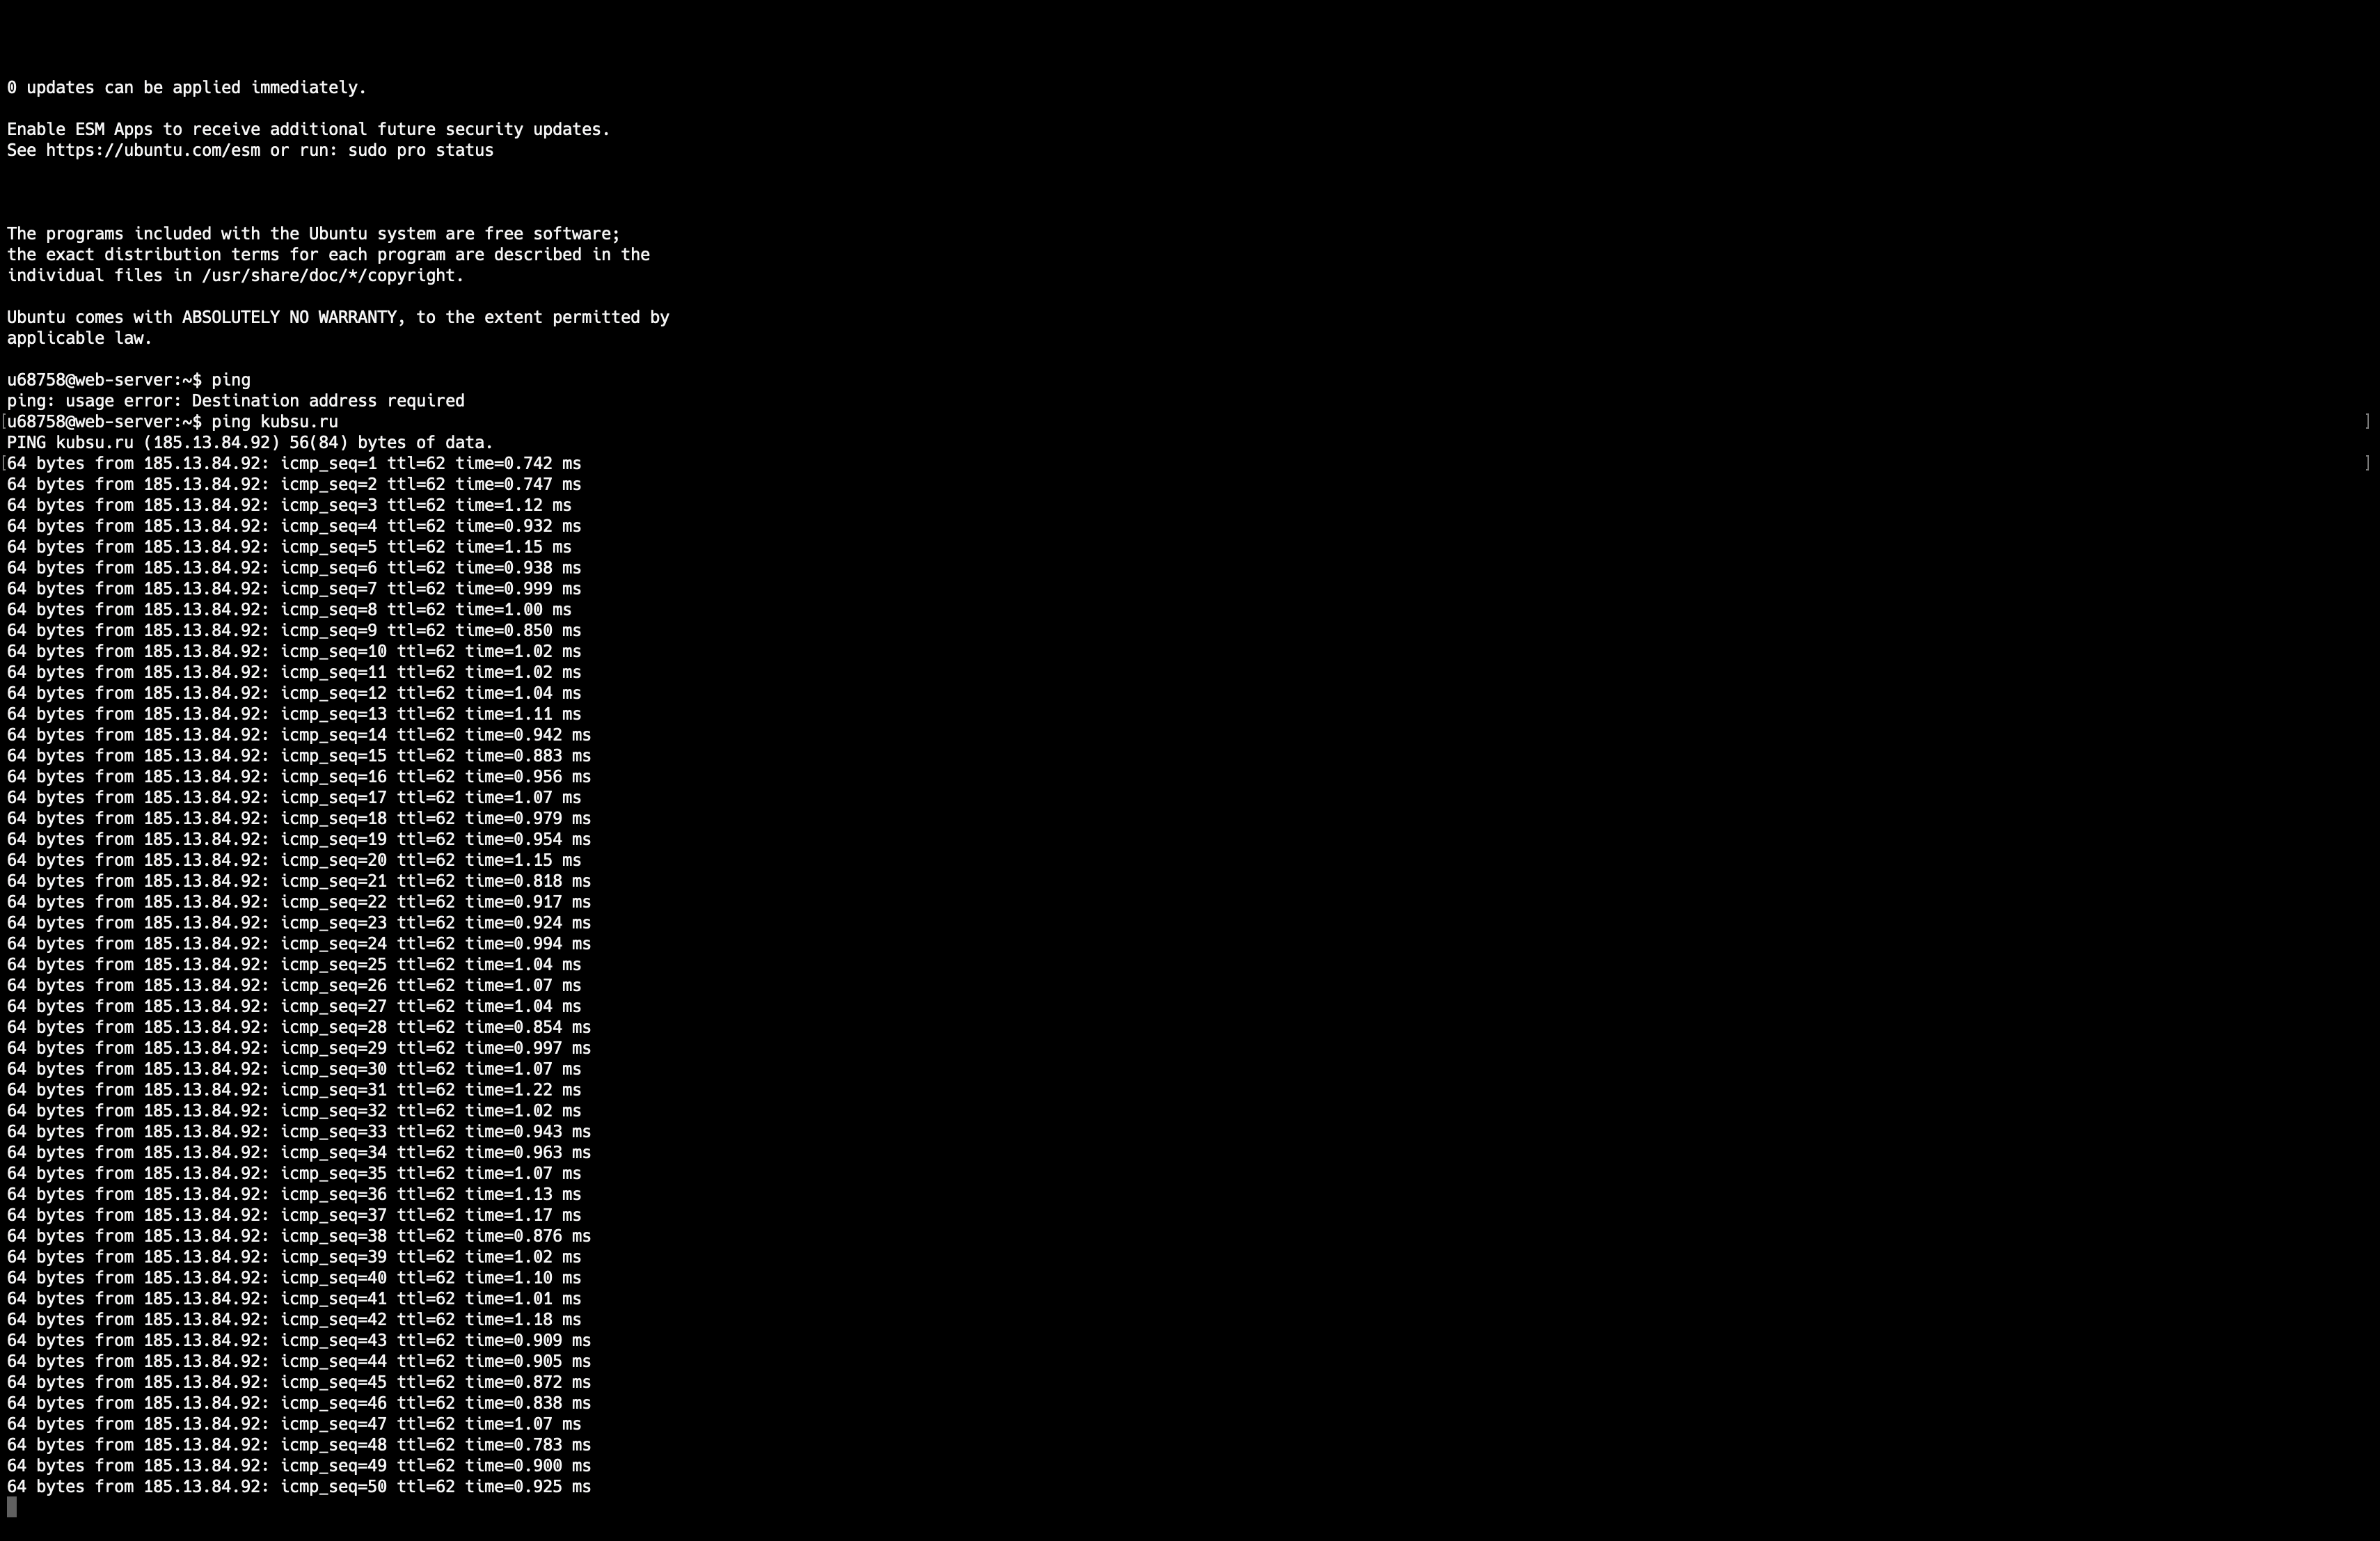 0 updates can be applied immediately.
Enable ESM Apps to receive additional future security updates.
See https://ubuntu.com/esm or run: sudo pro status
The programs included with the Ubuntu system are free software;
the exact distribution terms for each program are described in the
individual files in /usr/share/doc/*/copyright.
Ubuntu comes with ABSOLUTELY NO WARRANTY, to the extent permitted by
applicable law.
u68758@web-server:~$ ping
ping: usage error: Destination address required
[u68758@web-server:~$ ping kubsu.ru ]
PING kubsu.ru (185.13.84.92) 56(84) bytes of data.
[64 bytes from 185.13.84.92: icmp_seq=1 ttl=62 time=0.742 ms ]
64 bytes from 185.13.84.92: icmp_seq=2 ttl=62 time=0.747 ms
64 bytes from 185.13.84.92: icmp_seq=3 ttl=62 time=1.12 ms
64 bytes from 185.13.84.92: icmp_seq=4 ttl=62 time=0.932 ms
64 bytes from 185.13.84.92: icmp_seq=5 ttl=62 time=1.15 ms
64 bytes from 185.13.84.92: icmp_seq=6 ttl=62 time=0.938 ms
64 bytes from 185.13.84.92: icmp_seq=7 ttl=62 time=0.999 ms
64 bytes from 185.13.84.92: icmp_seq=8 ttl=62 time=1.00 ms
64 bytes from 185.13.84.92: icmp_seq=9 ttl=62 time=0.850 ms
64 bytes from 185.13.84.92: icmp_seq=10 ttl=62 time=1.02 ms
64 bytes from 185.13.84.92: icmp_seq=11 ttl=62 time=1.02 ms
64 bytes from 185.13.84.92: icmp_seq=12 ttl=62 time=1.04 ms
64 bytes from 185.13.84.92: icmp_seq=13 ttl=62 time=1.11 ms
64 bytes from 185.13.84.92: icmp_seq=14 ttl=62 time=0.942 ms
64 bytes from 185.13.84.92: icmp_seq=15 ttl=62 time=0.883 ms
64 bytes from 185.13.84.92: icmp_seq=16 ttl=62 time=0.956 ms
64 bytes from 185.13.84.92: icmp_seq=17 ttl=62 time=1.07 ms
64 bytes from 185.13.84.92: icmp_seq=18 ttl=62 time=0.979 ms
64 bytes from 185.13.84.92: icmp_seq=19 ttl=62 time=0.954 ms
64 bytes from 185.13.84.92: icmp_seq=20 ttl=62 time=1.15 ms
64 bytes from 185.13.84.92: icmp_seq=21 ttl=62 time=0.818 ms
64 bytes from 185.13.84.92: icmp_seq=22 ttl=62 time=0.917 ms
64 bytes from 185.13.84.92: icmp_seq=23 ttl=62 time=0.924 ms
64 bytes from 185.13.84.92: icmp_seq=24 ttl=62 time=0.994 ms
64 bytes from 185.13.84.92: icmp_seq=25 ttl=62 time=1.04 ms
64 bytes from 185.13.84.92: icmp_seq=26 ttl=62 time=1.07 ms
64 bytes from 185.13.84.92: icmp_seq=27 ttl=62 time=1.04 ms
64 bytes from 185.13.84.92: icmp_seq=28 ttl=62 time=0.854 ms
64 bytes from 185.13.84.92: icmp_seq=29 ttl=62 time=0.997 ms
64 bytes from 185.13.84.92: icmp_seq=30 ttl=62 time=1.07 ms
64 bytes from 185.13.84.92: icmp_seq=31 ttl=62 time=1.22 ms
64 bytes from 185.13.84.92: icmp_seq=32 ttl=62 time=1.02 ms
64 bytes from 185.13.84.92: icmp_seq=33 ttl=62 time=0.943 ms
64 bytes from 185.13.84.92: icmp_seq=34 ttl=62 time=0.963 ms
64 bytes from 185.13.84.92: icmp_seq=35 ttl=62 time=1.07 ms
64 bytes from 185.13.84.92: icmp_seq=36 ttl=62 time=1.13 ms
64 bytes from 185.13.84.92: icmp_seq=37 ttl=62 time=1.17 ms
64 bytes from 185.13.84.92: icmp_seq=38 ttl=62 time=0.876 ms
64 bytes from 185.13.84.92: icmp_seq=39 ttl=62 time=1.02 ms
64 bytes from 185.13.84.92: icmp_seq=40 ttl=62 time=1.10 ms
64 bytes from 185.13.84.92: icmp_seq=41 ttl=62 time=1.01 ms
64 bytes from 185.13.84.92: icmp_seq=42 ttl=62 time=1.18 ms
64 bytes from 185.13.84.92: icmp_seq=43 ttl=62 time=0.909 ms
64 bytes from 185.13.84.92: icmp_seq=44 ttl=62 time=0.905 ms
64 bytes from 185.13.84.92: icmp_seq=45 ttl=62 time=0.872 ms
64 bytes from 185.13.84.92: icmp_seq=46 ttl=62 time=0.838 ms
64 bytes from 185.13.84.92: icmp_seq=47 ttl=62 time=1.07 ms
64 bytes from 185.13.84.92: icmp_seq=48 ttl=62 time=0.783 ms
64 bytes from 185.13.84.92: icmp_seq=49 ttl=62 time=0.900 ms
64 bytes from 185.13.84.92: icmp_seq=50 ttl=62 time=0.925 ms